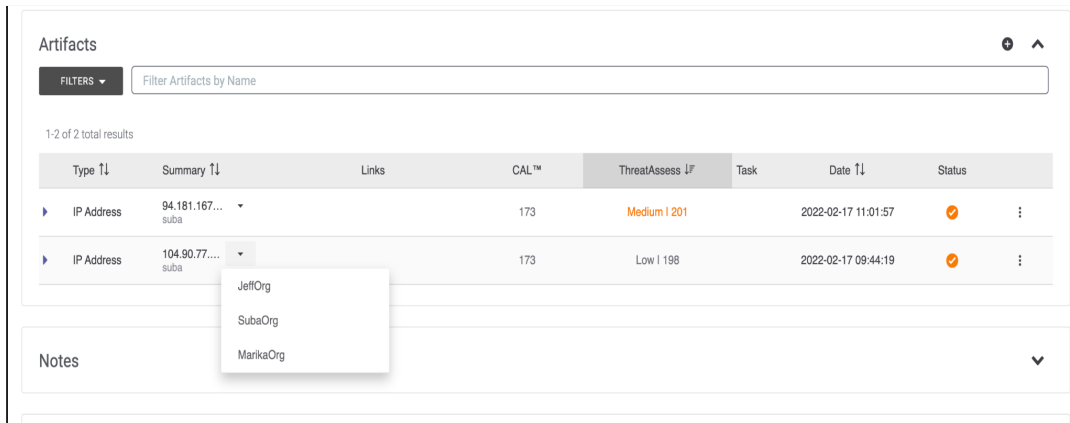 Artifacts
FILTERS
Filter Artifacts by Name
1-2 of 2 total results
Type Summary Links CAL™ ThreatAssess Task Date Status
IP Address 94.181.167... 173 Medium | 201 2022-02-17 11:01:57
suba
IP Address 104.90.77.... 173 Low | 198 2022-02-17 09:44:19
suba
JeffOrg
SubaOrg
MarikaOrg
Notes